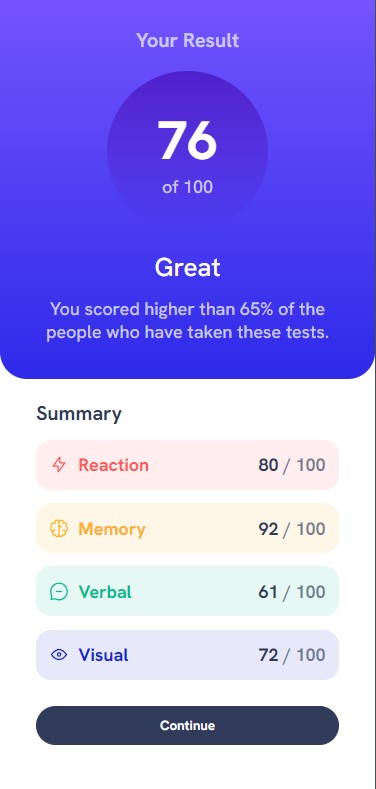 Your Result
76
of 100
Great
You scored higher than 65% of the
people who have taken these tests.
Summary
Reaction 80 / 100
Memory 92 / 100
Verbal 61 / 100
Visual 72 / 100
Continue